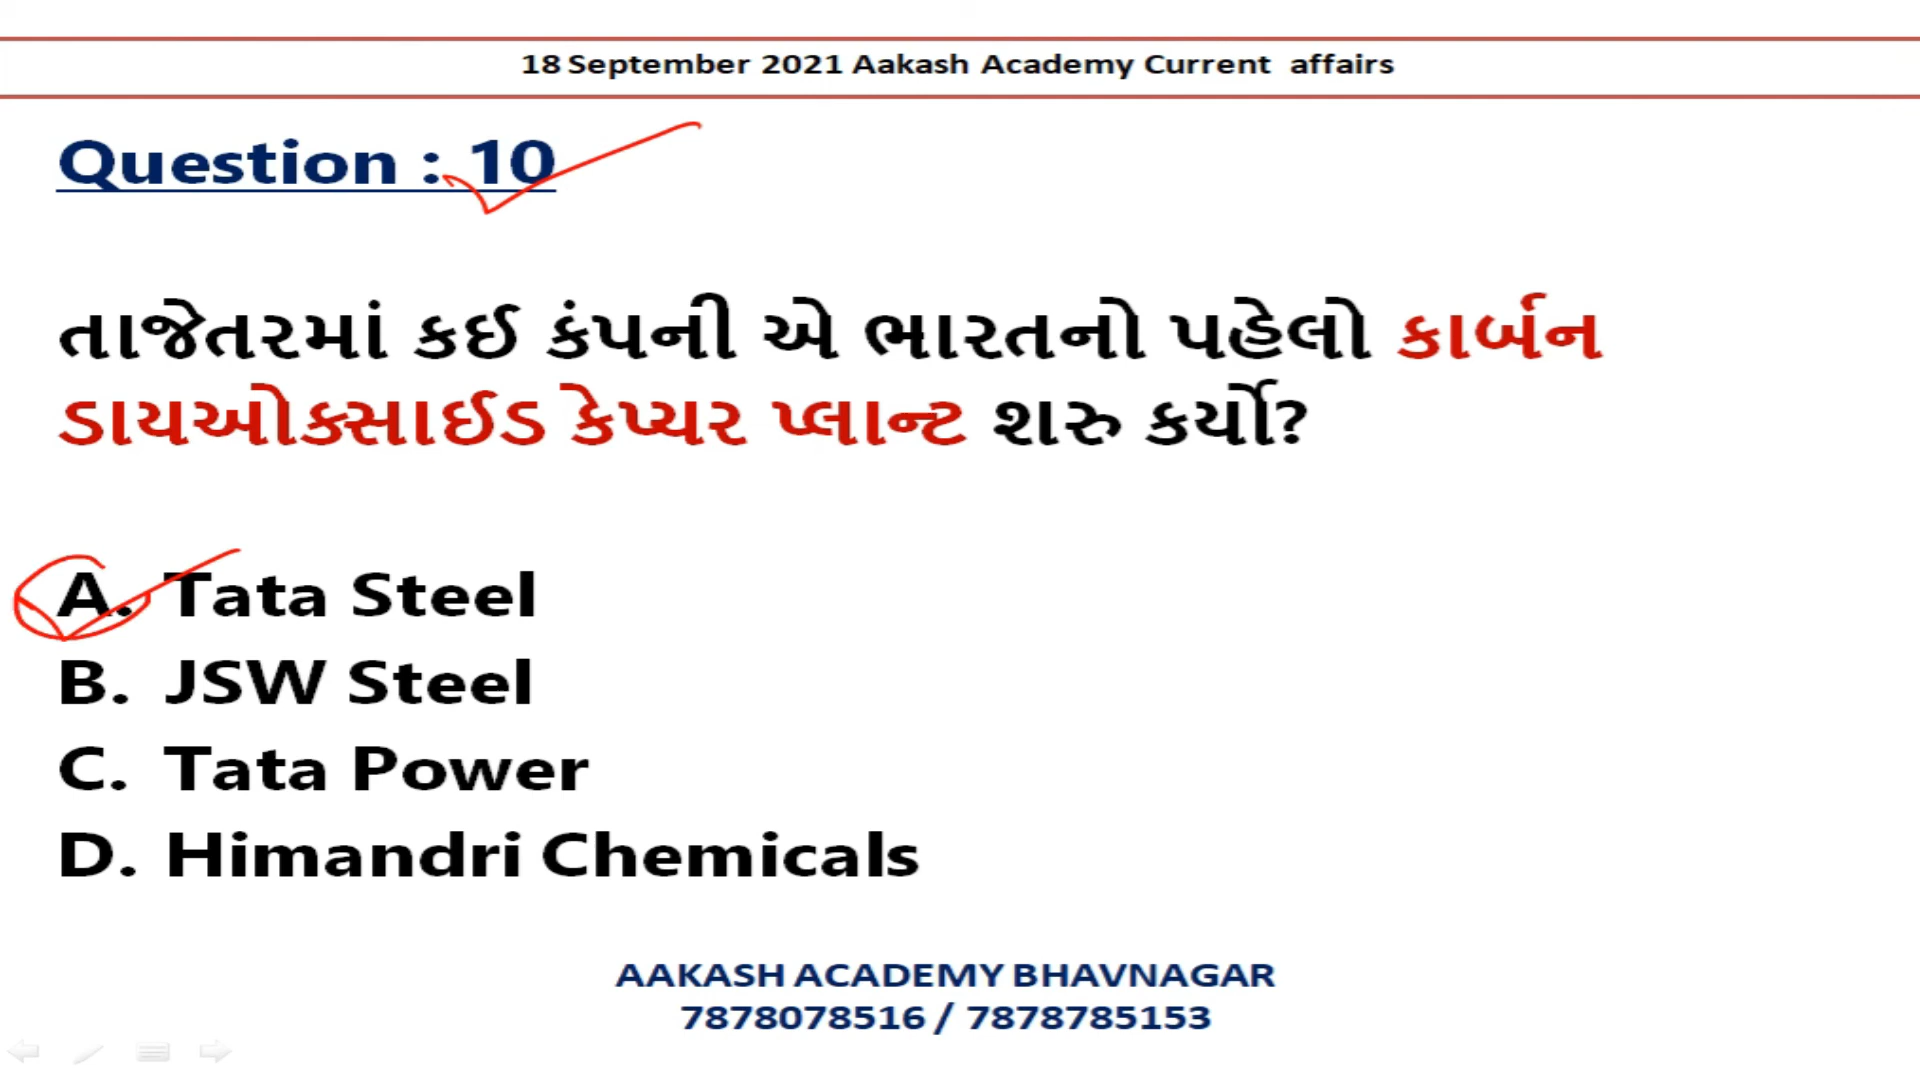 18 September 2021 Aakash Academy Current affairs
Question : 10
તાજેતરમાં કઈ કંપની એ ભારતનો પહેલો કાર્બન
ડાયઓક્સાઈડ કેપ્ચર પ્લાન્ટ શરુ કર્યો?
A. Tata Steel
B. JSW Steel
C. Tata Power
D. Himandri Chemicals
AAKASH ACADEMY BHAVNAGAR
7878078516 / 7878785153